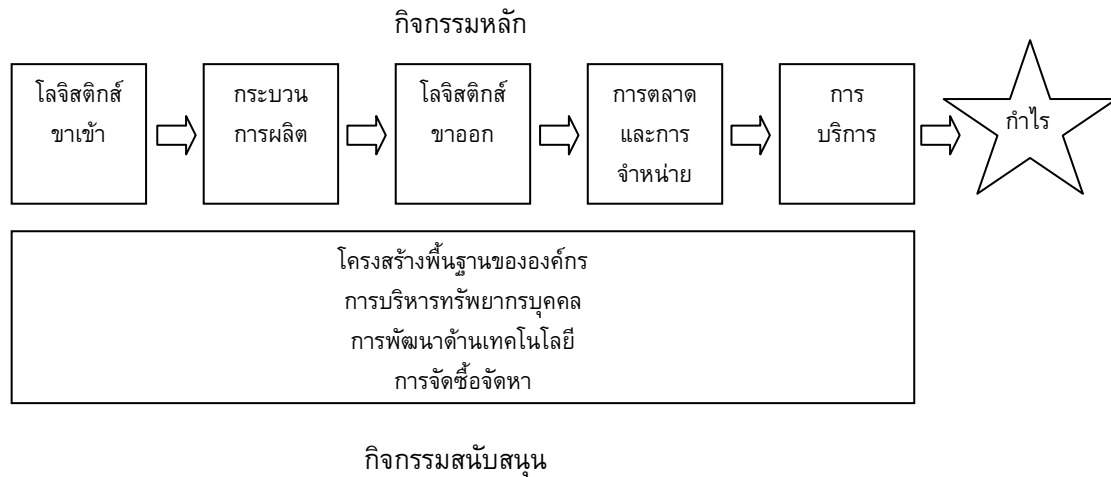 กิจกรรมหลัก
โลจิสติกส์
ขาเข้า
กระบวน
การผลิต
โลจิสติกส์
ขาออก
การตลาด
และการ
จำหน่าย
การ
บริการ
กำไร
โครงสร้างพื้นฐานขององค์กร
การบริหารทรัพยากรบุคคล
การพัฒนาด้านเทคโนโลยี
การจัดซื้อจัดหา
กิจกรรมสนับสนุน